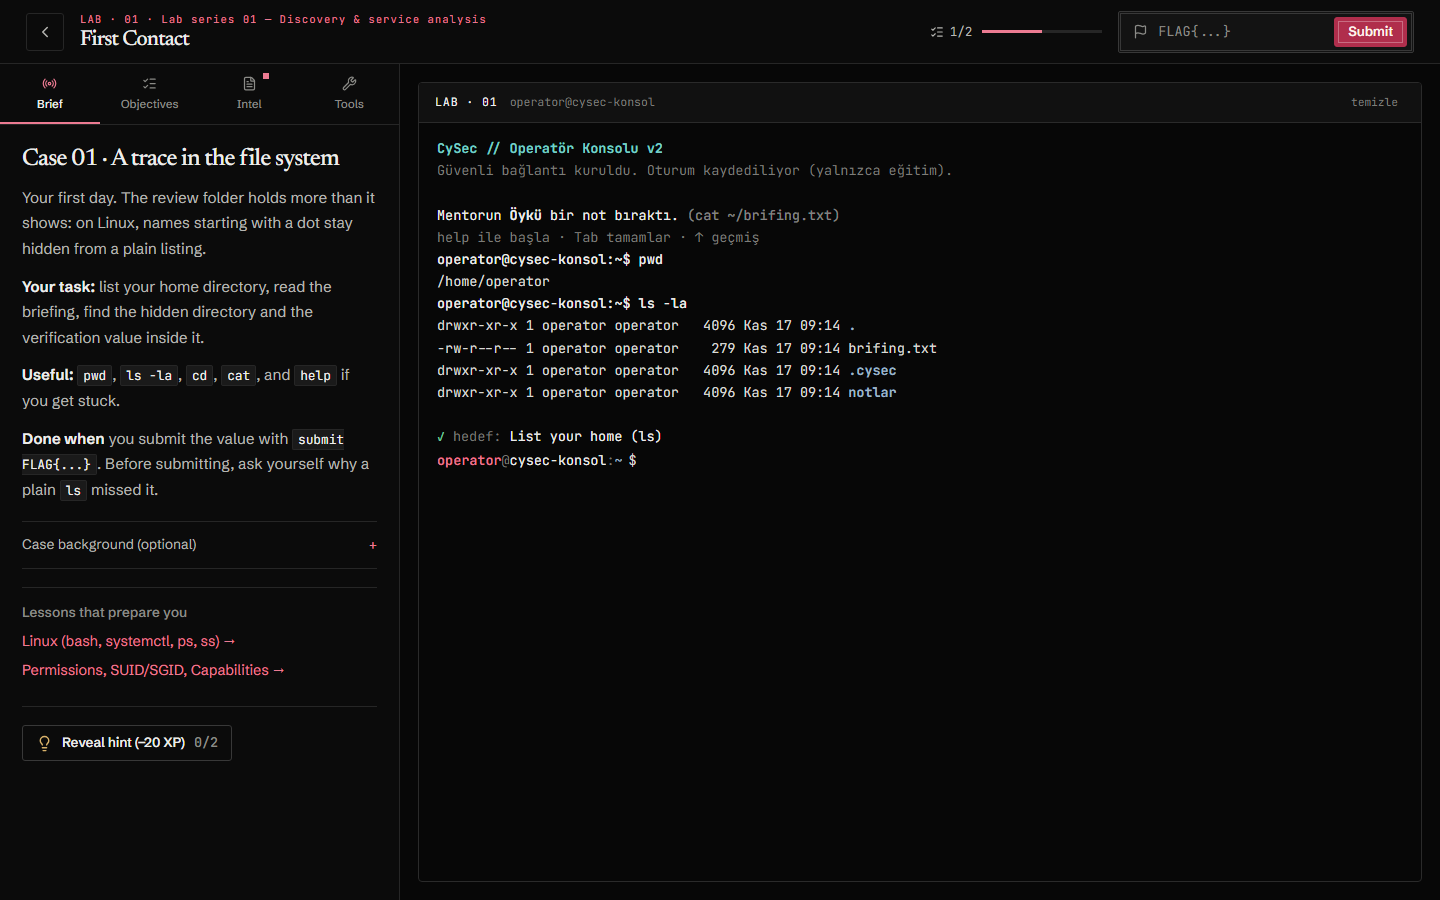 LAB · 01 · Lab series 01 — Discovery & service analysis
First Contact
1/2
FLAG{...}
Submit
Brief
Objectives
Intel
Tools
Case 01 · A trace in the file system
Your first day. The review folder holds more than it
shows: on Linux, names starting with a dot stay
hidden from a plain listing.
Your task: list your home directory, read the
briefing, find the hidden directory and the
verification value inside it.
Useful: pwd, ls -la, cd, cat, and help if
you get stuck.
Done when you submit the value with submit
FLAG{...}. Before submitting, ask yourself why a
plain ls missed it.
Case background (optional)
+
Lessons that prepare you
Linux (bash, systemctl, ps, ss) →
Permissions, SUID/SGID, Capabilities →
Reveal hint (−20 XP) 0/2
LAB · 01 operator@cysec-konsol
temizle
CySec // Operatör Konsolu v2
Güvenli bağlantı kuruldu. Oturum kaydediliyor (yalnızca eğitim).
Mentorun Öykü bir not bıraktı. (cat ~/brifing.txt)
help ile başla · Tab tamamlar · ↑ geçmiş
operator@cysec-konsol:~$ pwd
/home/operator
operator@cysec-konsol:~$ ls -la
drwxr-xr-x 1 operator operator   4096 Kas 17 09:14 .
-rw-r--r-- 1 operator operator    279 Kas 17 09:14 brifing.txt
drwxr-xr-x 1 operator operator   4096 Kas 17 09:14 .cysec
drwxr-xr-x 1 operator operator   4096 Kas 17 09:14 notlar
✓ hedef: List your home (ls)
operator@cysec-konsol:~ $